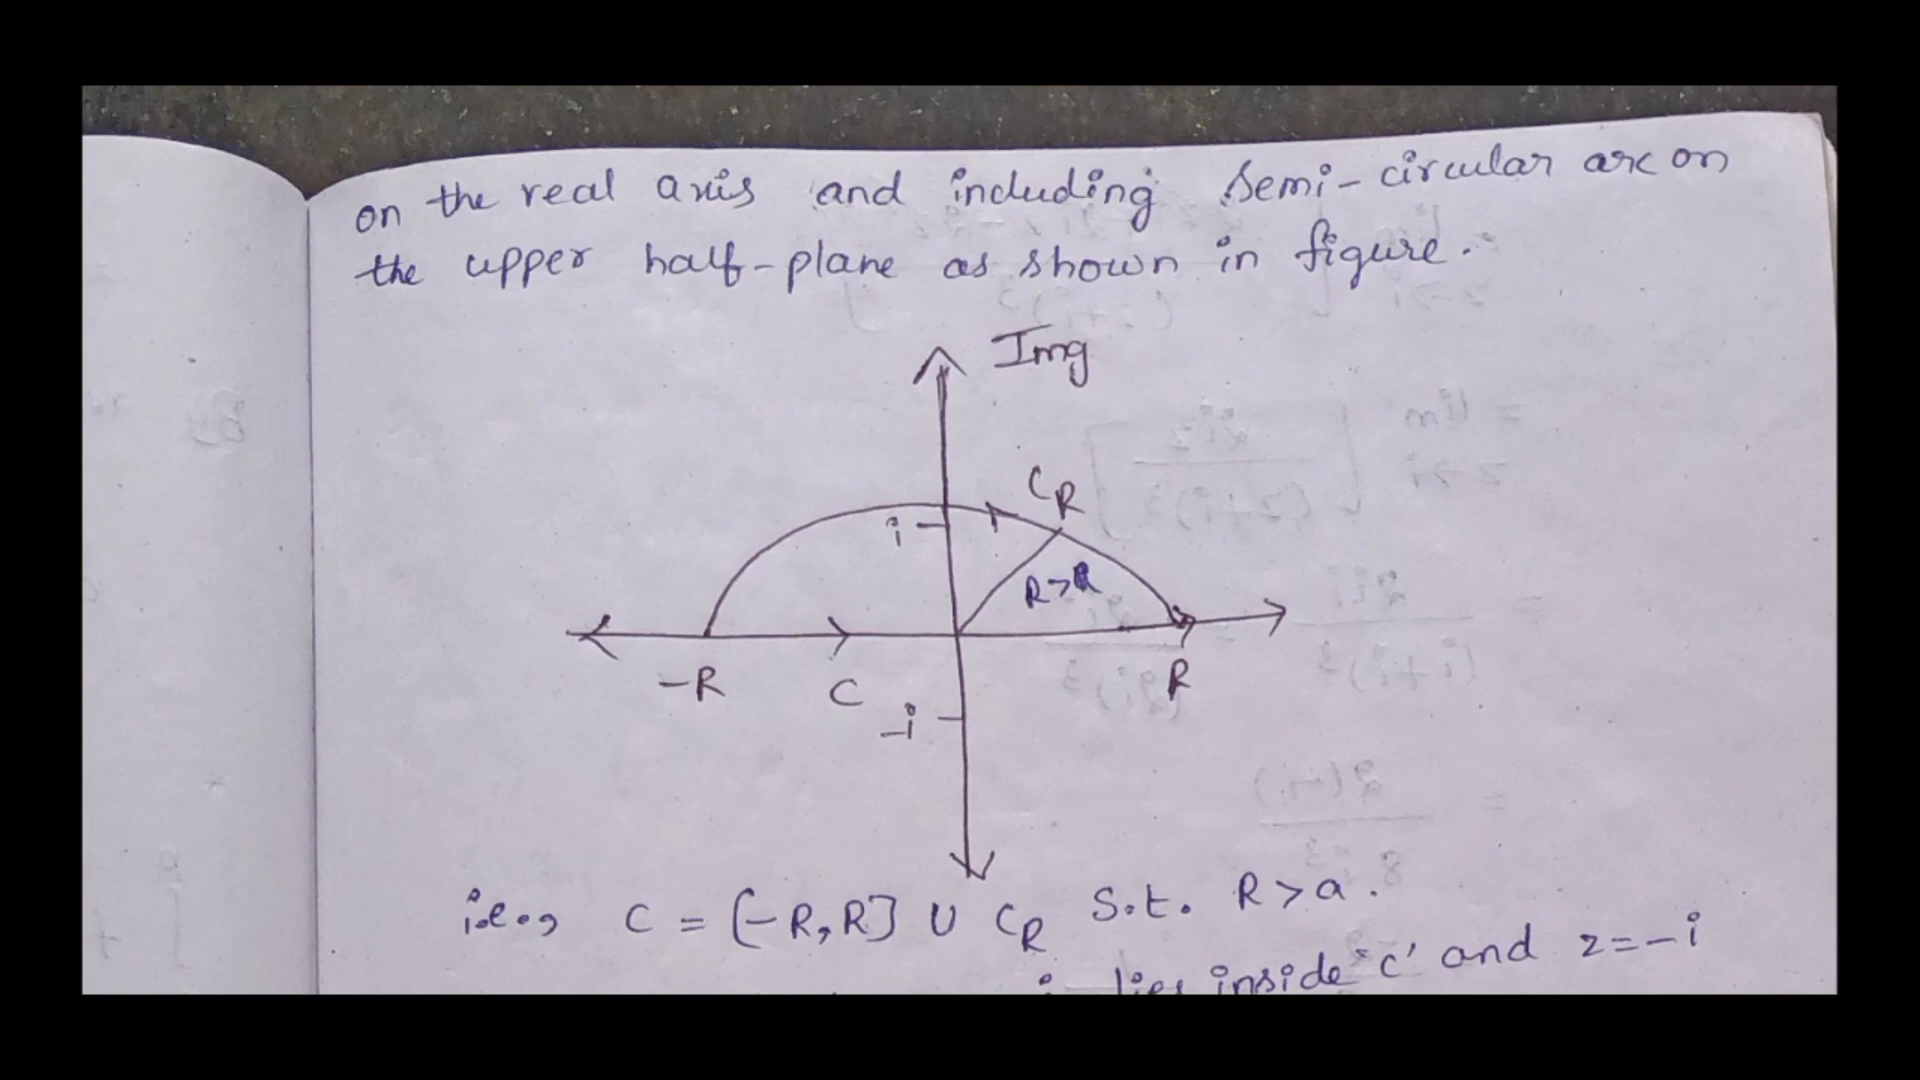 on the real axis and including semi-circular arc on
the upper half-plane as shown in figure.
Img
CR
i
R>R
-R
C
R
-i
i.e., C = [-R,R] ∪ CR S.t. R>a.
i lies inside 'c' and z=-i